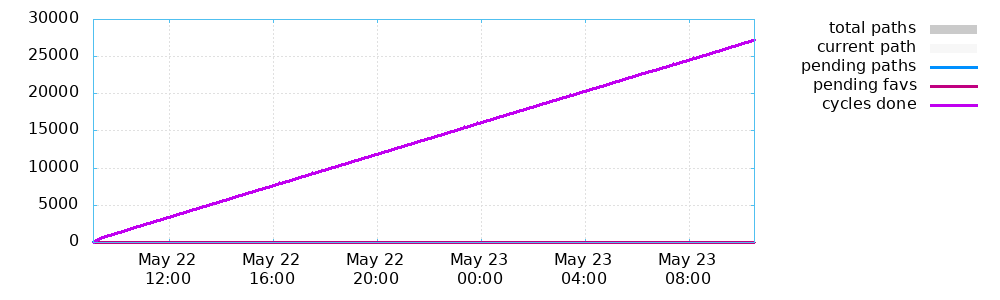 30000
25000
20000
15000
10000
5000
0
May 22 May 22 May 22 May 23 May 23 May 23
12:00 16:00 20:00 00:00 04:00 08:00
total paths
current path
pending paths
pending favs
cycles done